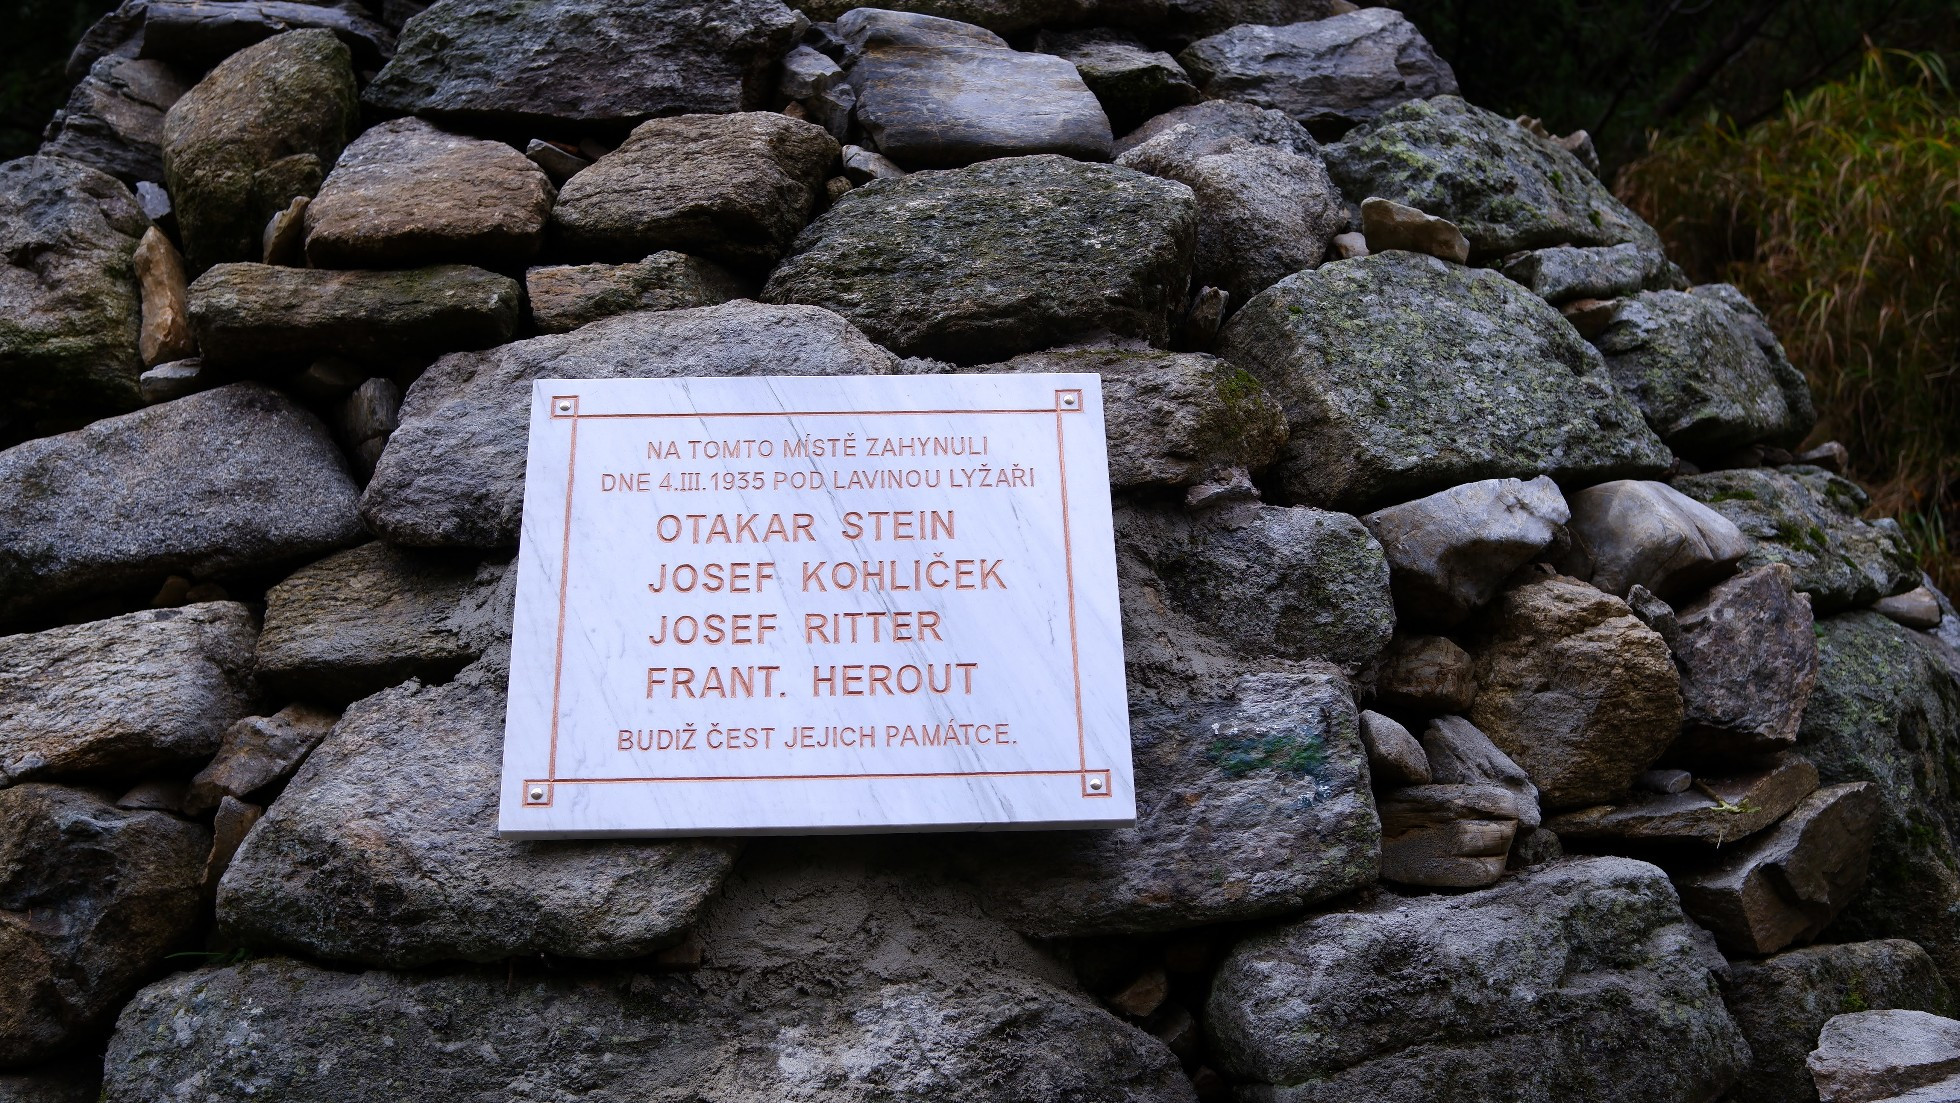 NA TOMTO MÍSTĚ ZAHYNULI
DNE 4.III.1935 POD LAVINOU LYŽAŘI
OTAKAR STEIN
JOSEF KOHLIČEK
JOSEF RITTER
FRANT. HEROUT
BUDIŽ ČEST JEJICH PAMÁTCE.